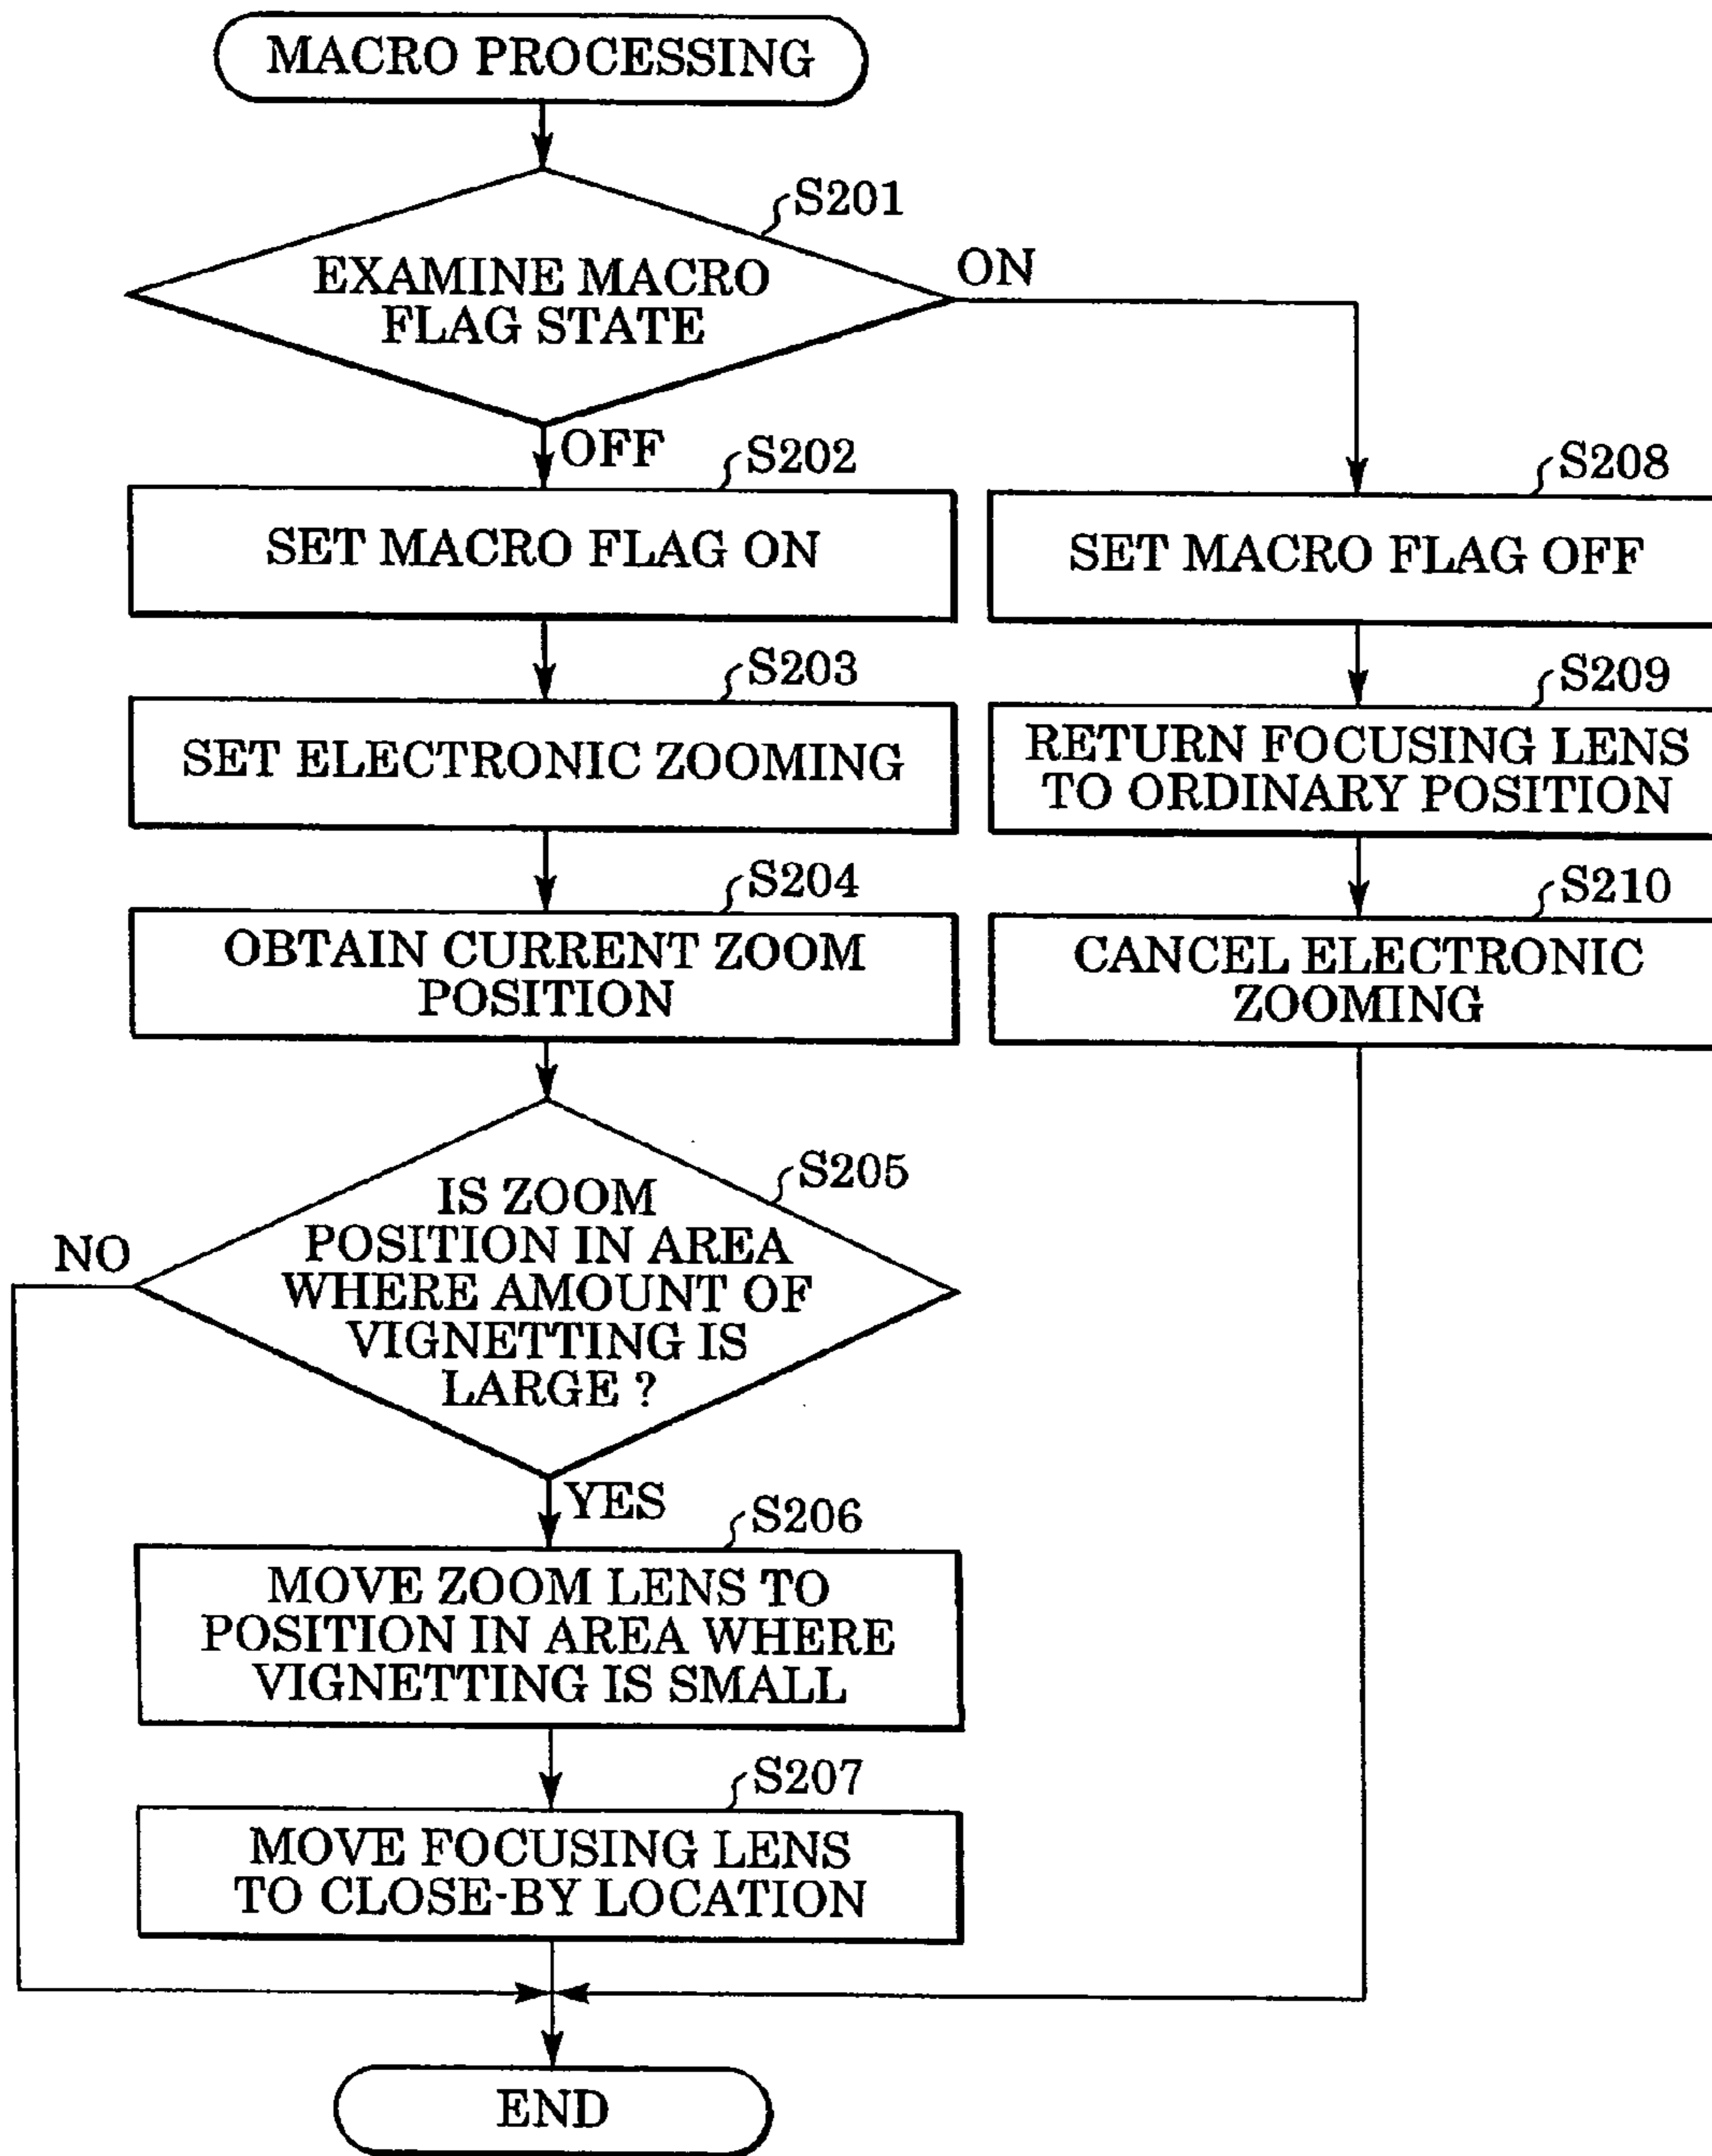 MACRO PROCESSING
S201
EXAMINE MACRO
FLAG STATE
ON
OFF
S202
SET MACRO FLAG ON
S203
SET ELECTRONIC ZOOMING
S204
OBTAIN CURRENT ZOOM
POSITION
S205
IS ZOOM
POSITION IN AREA
WHERE AMOUNT OF
VIGNETTING IS
LARGE ?
NO
YES
S206
MOVE ZOOM LENS TO
POSITION IN AREA WHERE
VIGNETTING IS SMALL
S207
MOVE FOCUSING LENS
TO CLOSE-BY LOCATION
S208
SET MACRO FLAG OFF
S209
RETURN FOCUSING LENS
TO ORDINARY POSITION
S210
CANCEL ELECTRONIC
ZOOMING
END